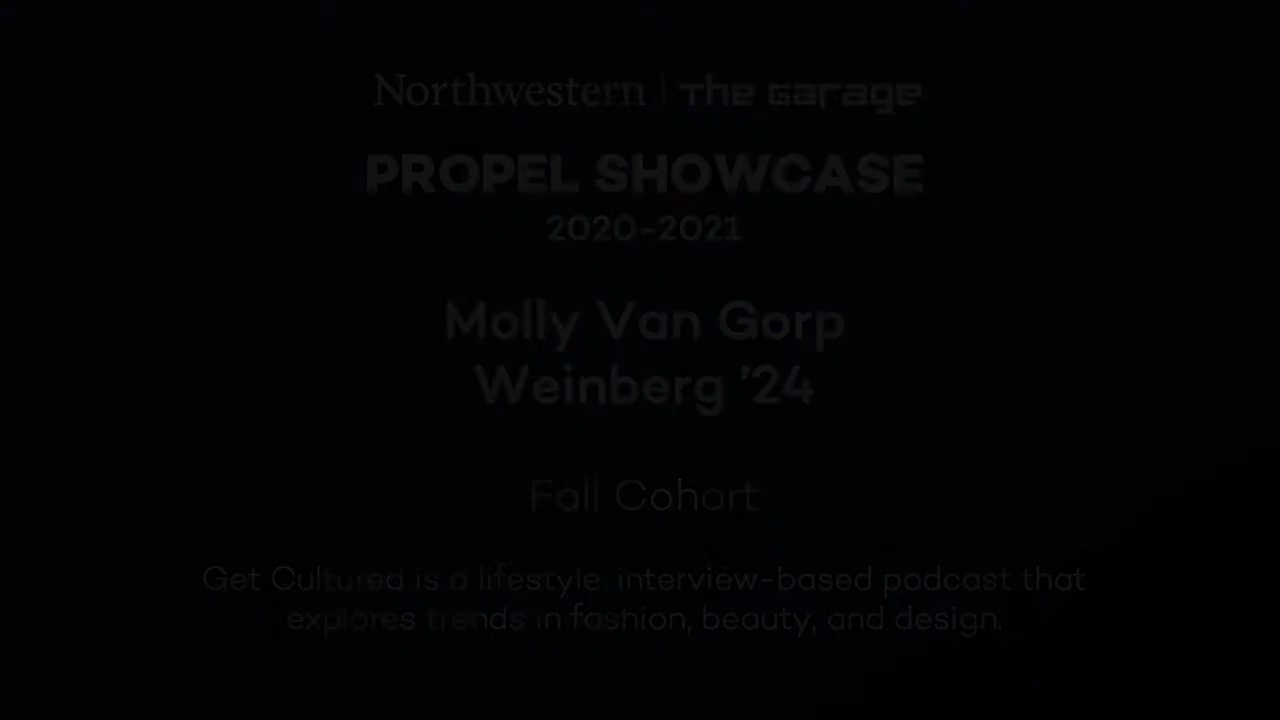 Northwestern | The Garage
PROPEL SHOWCASE
2020-2021
Molly Van Gorp
Weinberg ’24
Fall Cohort
Get Cultured is a lifestyle, interview-based podcast that
explores trends in fashion, beauty, and design.